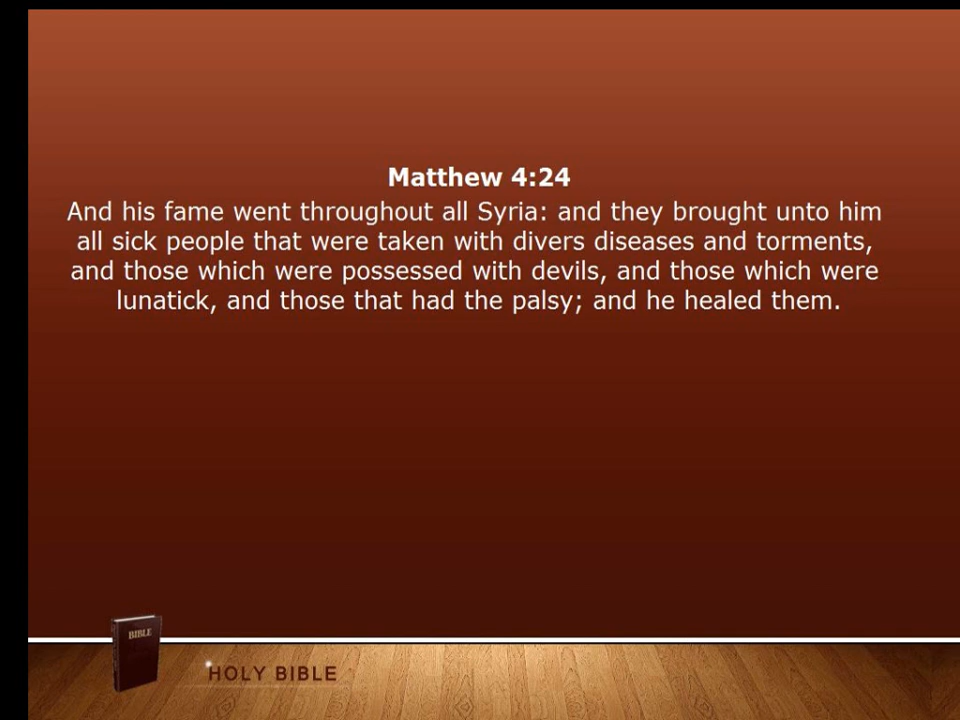 Matthew 4:24
And his fame went throughout all Syria: and they brought unto him
all sick people that were taken with divers diseases and torments,
and those which were possessed with devils, and those which were
lunatick, and those that had the palsy; and he healed them.
BIBLE
HOLY BIBLE